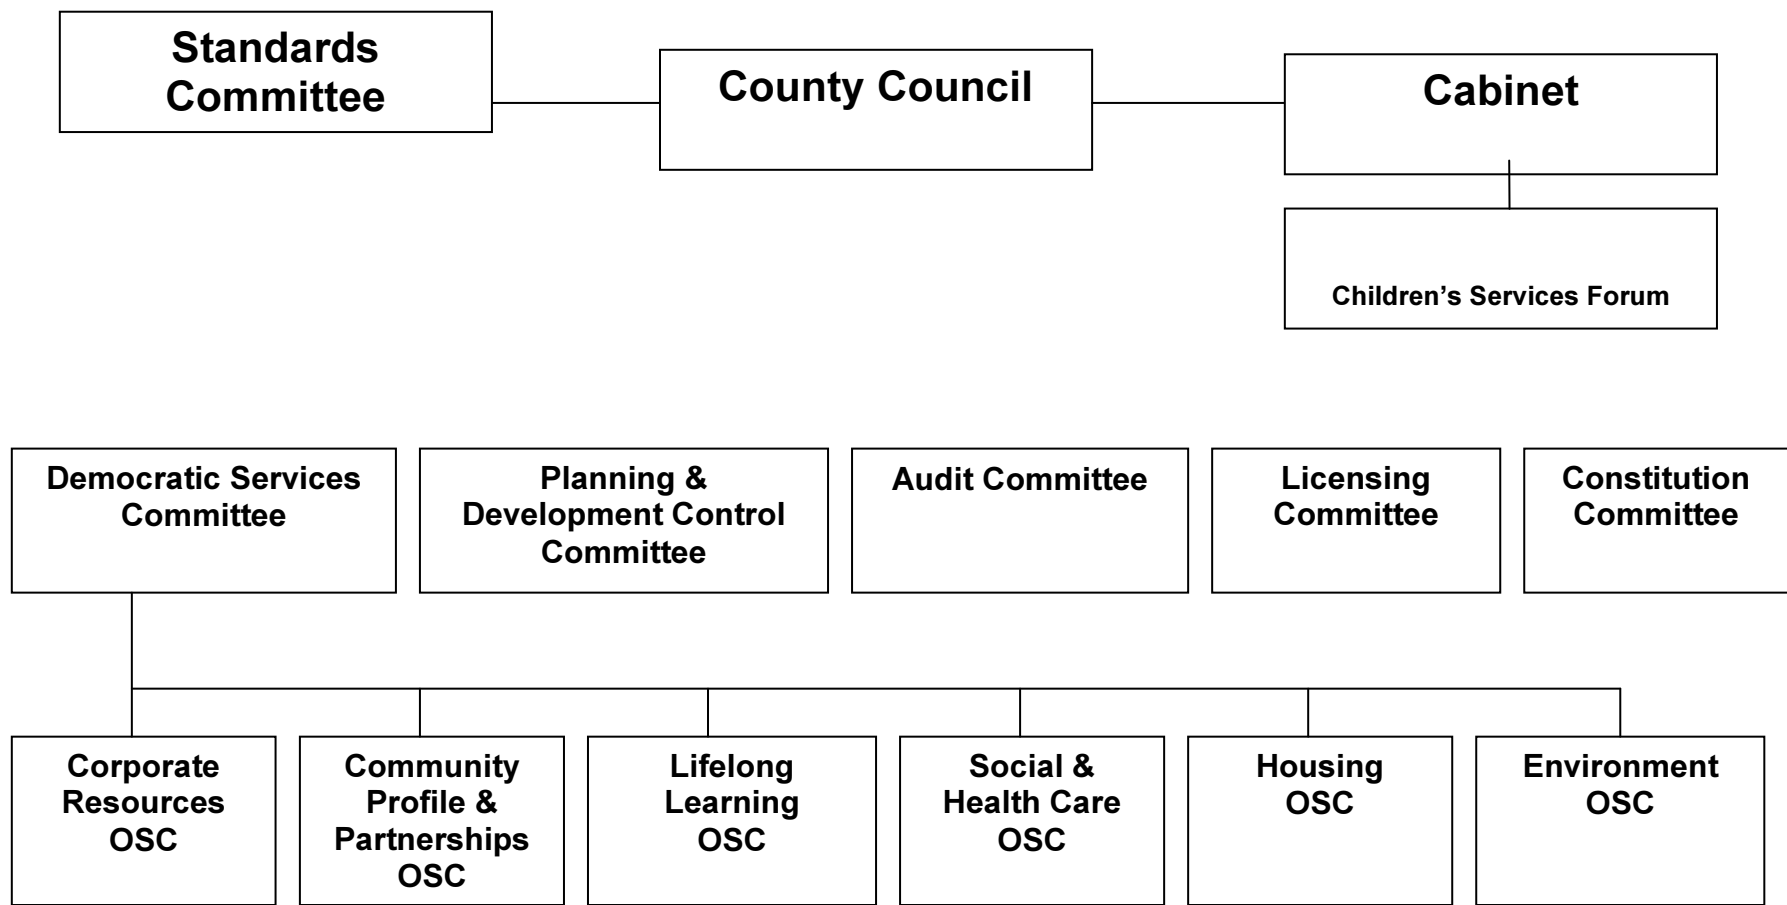 Standards
Committee
County Council
Cabinet
Children’s Services Forum
Democratic Services
Committee
Planning &
Development Control
Committee
Audit Committee
Licensing
Committee
Constitution
Committee
Corporate
Resources
OSC
Community
Profile &
Partnerships
OSC
Lifelong
Learning
OSC
Social &
Health Care
OSC
Housing
OSC
Environment
OSC